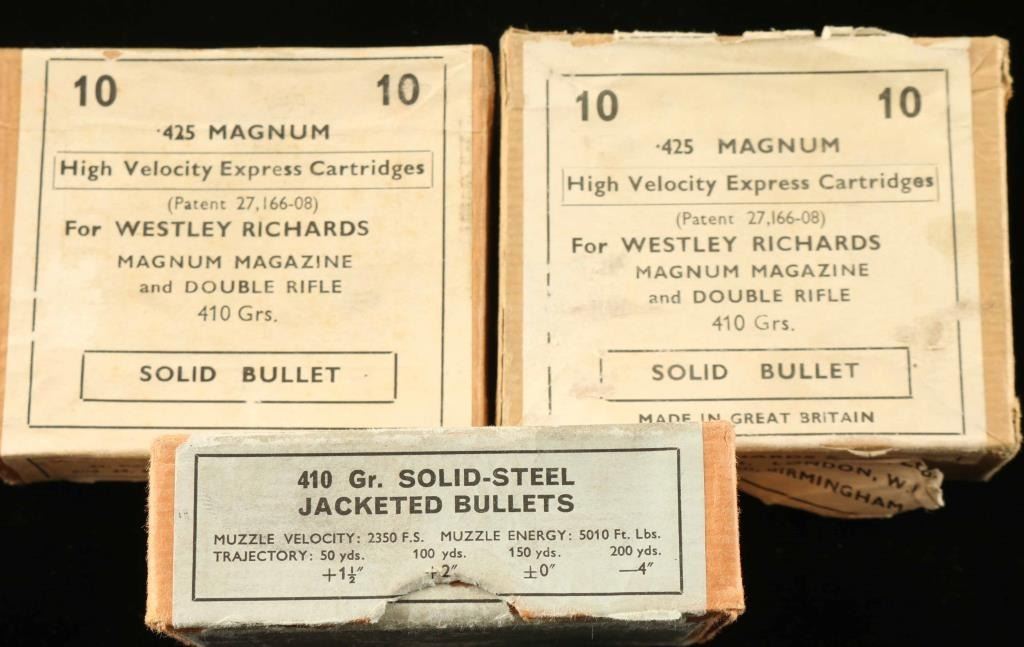 10 10
·425 MAGNUM
High Velocity Express Cartridges
(Patent 27,166-08)
For WESTLEY RICHARDS
MAGNUM MAGAZINE
and DOUBLE RIFLE
410 Grs.
SOLID BULLET
10 10
·425 MAGNUM
High Velocity Express Cartridges
(Patent 27,166-08)
For WESTLEY RICHARDS
MAGNUM MAGAZINE
and DOUBLE RIFLE
410 Grs.
SOLID BULLET
MADE IN GREAT BRITAIN
LONDON, W.1
BIRMINGHAM
410 Gr. SOLID-STEEL
JACKETED BULLETS
MUZZLE VELOCITY: 2350 F.S. MUZZLE ENERGY: 5010 Ft. Lbs.
TRAJECTORY: 50 yds. 100 yds. 150 yds. 200 yds.
+1½″ +2″ ±0″ —4″